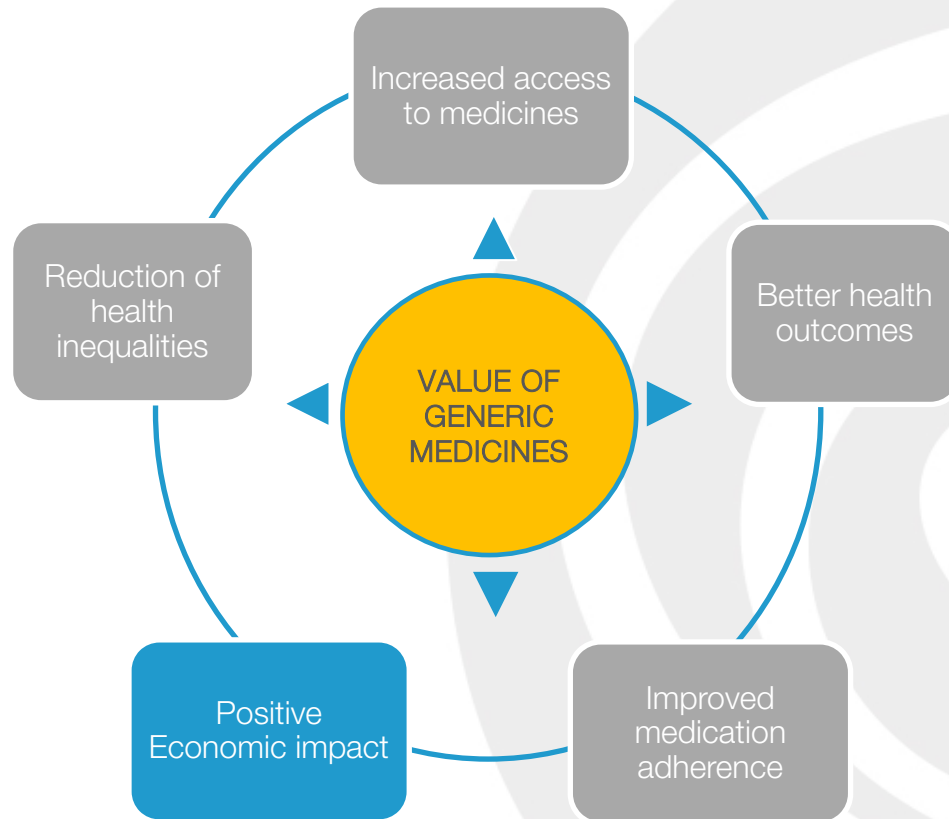 Increased access
to medicines
Reduction of
health
inequalities
Better health
outcomes
VALUE OF
GENERIC
MEDICINES
Positive
Economic impact
Improved
medication
adherence